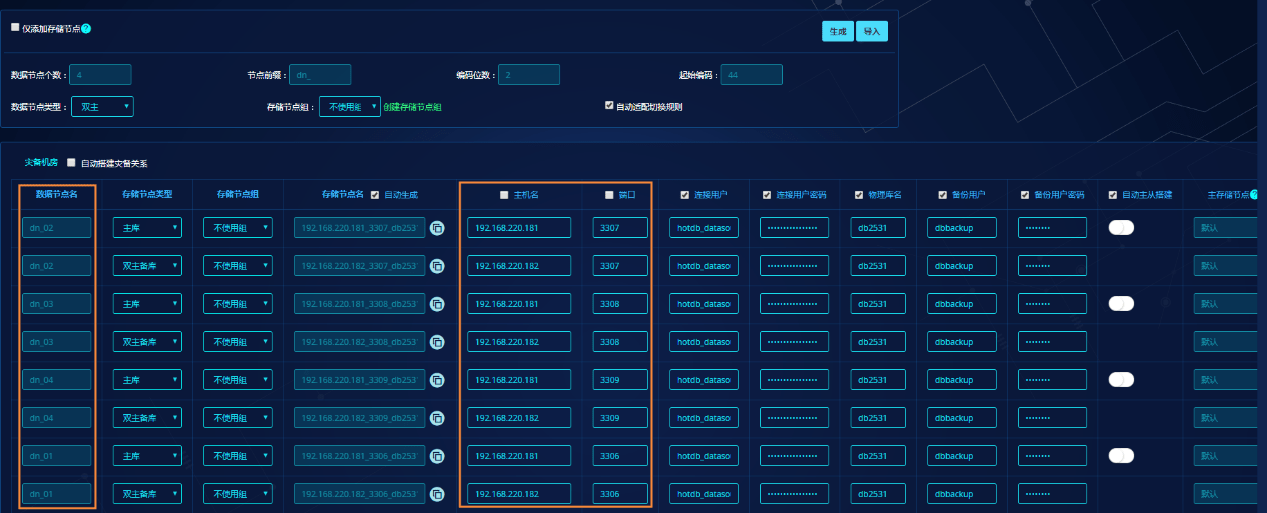 仅添加存储节点 ? 生成 导入
数据节点个数： 4 节点前缀： dn_ 编码位数： 2 起始编码： 44
数据节点类型： 双主 存储节点组： 不使用组 创建存储节点组 自动适配切换规则
灾备机房 自动搭建灾备关系
数据节点名 存储节点类型 存储节点组 存储节点名 自动生成 主机名 端口 连接用户 连接用户密码 物理库名 备份用户 备份用户密码 自动主从搭建 主存储节点 ?
dn_02 主库 不使用组 192.168.220.181_3307_db253 192.168.220.181 3307 hotdb_dataso •••••••••••••••• db2531 dbbackup •••••••• 默认
dn_02 双主备库 不使用组 192.168.220.182_3307_db253 192.168.220.182 3307 hotdb_dataso •••••••••••••••• db2531 dbbackup •••••••• 默认
dn_03 主库 不使用组 192.168.220.181_3308_db253 192.168.220.181 3308 hotdb_dataso •••••••••••••••• db2531 dbbackup •••••••• 默认
dn_03 双主备库 不使用组 192.168.220.182_3308_db253 192.168.220.182 3308 hotdb_dataso •••••••••••••••• db2531 dbbackup •••••••• 默认
dn_04 主库 不使用组 192.168.220.181_3309_db253 192.168.220.181 3309 hotdb_dataso •••••••••••••••• db2531 dbbackup •••••••• 默认
dn_04 双主备库 不使用组 192.168.220.182_3309_db253 192.168.220.182 3309 hotdb_dataso •••••••••••••••• db2531 dbbackup •••••••• 默认
dn_01 主库 不使用组 192.168.220.181_3306_db253 192.168.220.181 3306 hotdb_dataso •••••••••••••••• db2531 dbbackup •••••••• 默认
dn_01 双主备库 不使用组 192.168.220.182_3306_db253 192.168.220.182 3306 hotdb_dataso •••••••••••••••• db2531 dbbackup •••••••• 默认